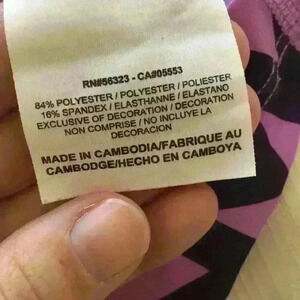 RN#56323 - CA#05553
84% POLYESTER / POLYESTER / POLIESTER
16% SPANDEX / ELASTHANNE / ELASTANO
EXCLUSIVE OF DECORATION / DECORATION
NON COMPRISE / NO INCLUYE LA
DECORACION
MADE IN CAMBODIA/FABRIQUE AU
CAMBODGE/HECHO EN CAMBOYA